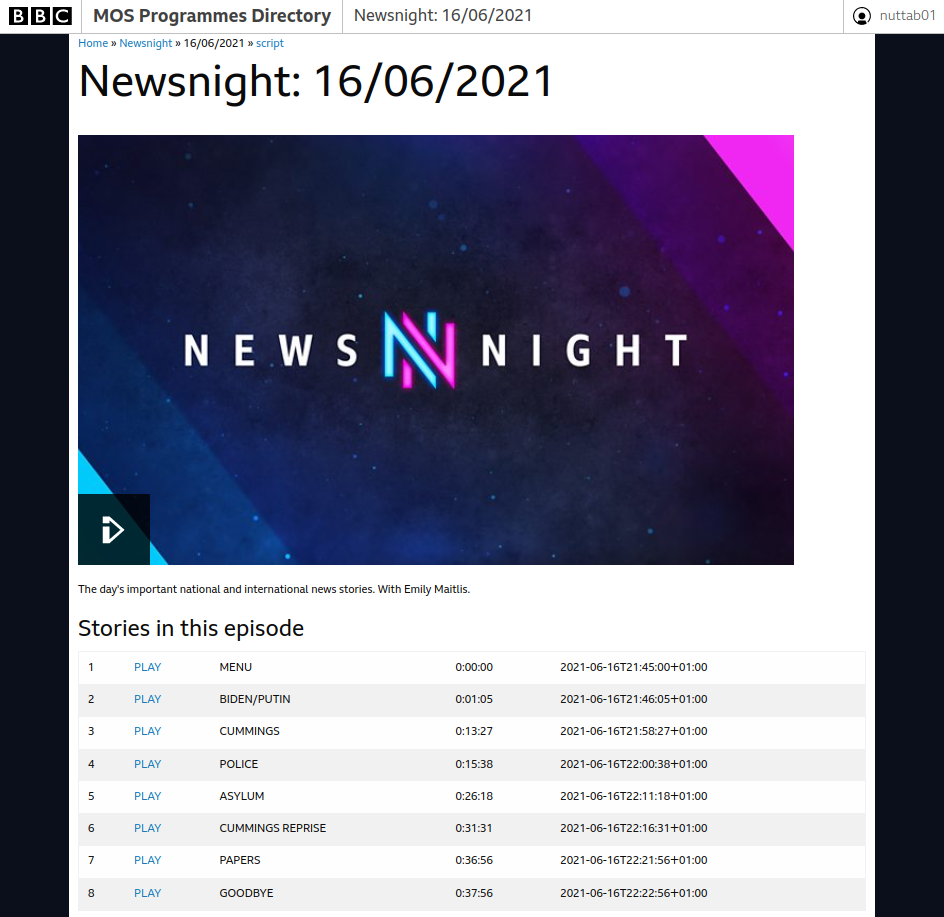 BBC MOS Programmes Directory Newsnight: 16/06/2021 nuttab01
Home » Newsnight » 16/06/2021 » script
Newsnight: 16/06/2021
NEWS N NIGHT
The day's important national and international news stories. With Emily Maitlis.
Stories in this episode
1 PLAY MENU 0:00:00 2021-06-16T21:45:00+01:00
2 PLAY BIDEN/PUTIN 0:01:05 2021-06-16T21:46:05+01:00
3 PLAY CUMMINGS 0:13:27 2021-06-16T21:58:27+01:00
4 PLAY POLICE 0:15:38 2021-06-16T22:00:38+01:00
5 PLAY ASYLUM 0:26:18 2021-06-16T22:11:18+01:00
6 PLAY CUMMINGS REPRISE 0:31:31 2021-06-16T22:16:31+01:00
7 PLAY PAPERS 0:36:56 2021-06-16T22:21:56+01:00
8 PLAY GOODBYE 0:37:56 2021-06-16T22:22:56+01:00